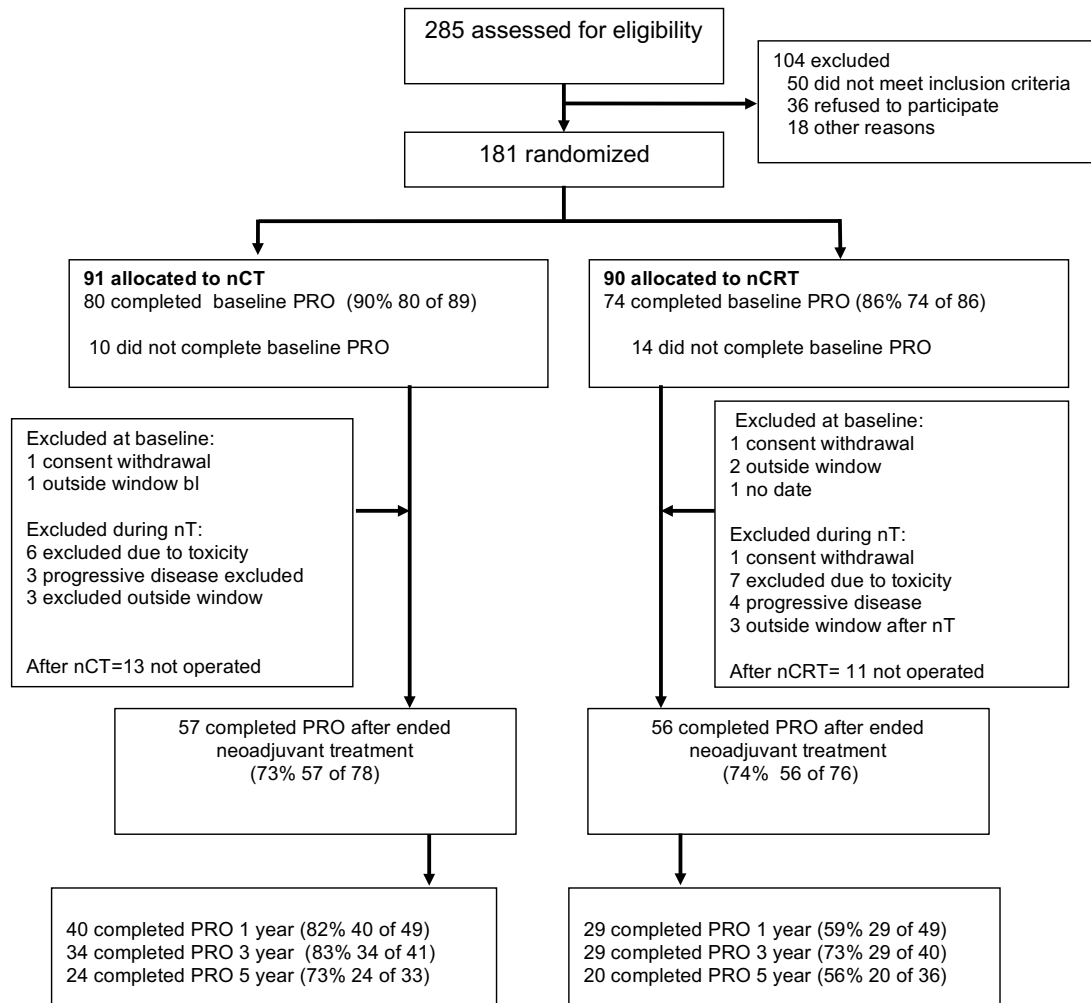 285 assessed for eligibility
104 excluded
50 did not meet inclusion criteria
36 refused to participate
18 other reasons
181 randomized
91 allocated to nCT
80 completed  baseline PRO  (90% 80 of 89)
10 did not complete baseline PRO
90 allocated to nCRT
74 completed baseline PRO (86% 74 of 86)
14 did not complete baseline PRO
Excluded at baseline:
1 consent withdrawal
1 outside window bl
Excluded during nT:
6 excluded due to toxicity
3 progressive disease excluded
3 excluded outside window
After nCT=13 not operated
Excluded at baseline:
1 consent withdrawal
2 outside window
1 no date
Excluded during nT:
1 consent withdrawal
7 excluded due to toxicity
4 progressive disease
3 outside window after nT
After nCRT= 11 not operated
57 completed PRO after ended
neoadjuvant treatment
(73% 57 of 78)
56 completed PRO after ended
neoadjuvant treatment
(74%  56 of 76)
40 completed PRO 1 year (82% 40 of 49)
34 completed PRO 3 year  (83% 34 of 41)
24 completed PRO 5 year (73% 24 of 33)
29 completed PRO 1 year (59% 29 of 49)
29 completed PRO 3 year (73% 29 of 40)
20 completed PRO 5 year (56% 20 of 36)